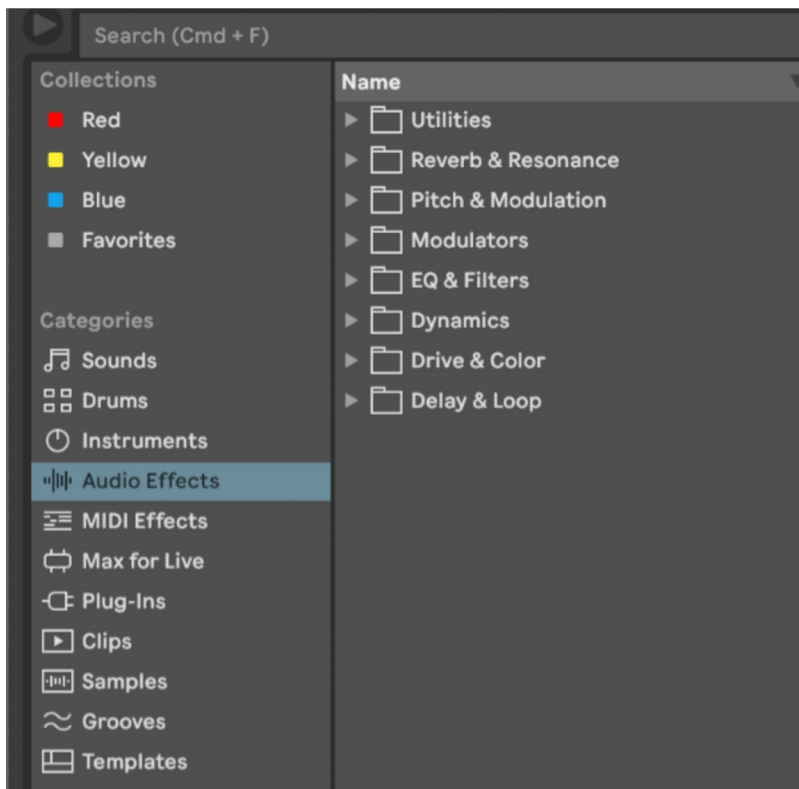 Search (Cmd + F)
Collections
Red
Yellow
Blue
Favorites
Categories
Sounds
Drums
Instruments
Audio Effects
MIDI Effects
Max for Live
Plug-Ins
Clips
Samples
Grooves
Templates
Name
Utilities
Reverb & Resonance
Pitch & Modulation
Modulators
EQ & Filters
Dynamics
Drive & Color
Delay & Loop